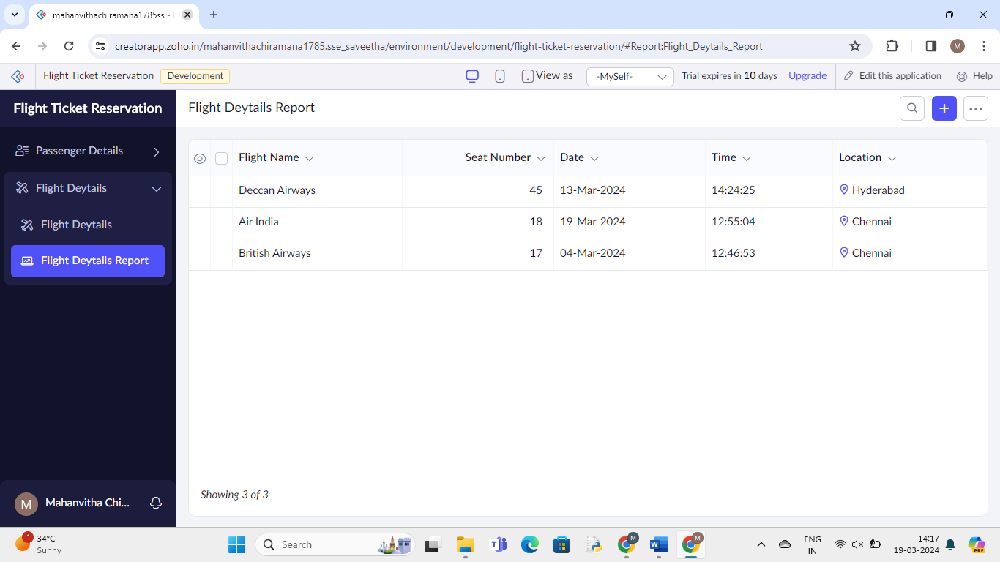 mahanvithachiramana1785ss -
creatorapp.zoho.in/mahanvithachiramana1785.sse_saveetha/environment/development/flight-ticket-reservation/#Report:Flight_Deytails_Report
M
Flight Ticket Reservation Development View as -MySelf- Trial expires in 10 days Upgrade Edit this application Help
Flight Ticket Reservation
Flight Deytails Report
Passenger Details
Flight Deytails
Flight Deytails
Flight Deytails Report
Flight Name Seat Number Date Time Location
Deccan Airways 45 13-Mar-2024 14:24:25 Hyderabad
Air India 18 19-Mar-2024 12:55:04 Chennai
British Airways 17 04-Mar-2024 12:46:53 Chennai
Showing 3 of 3
M Mahanvitha Chi...
1 34°C
Sunny
Search
M
M
ENG
IN
14:17
19-03-2024
PRE